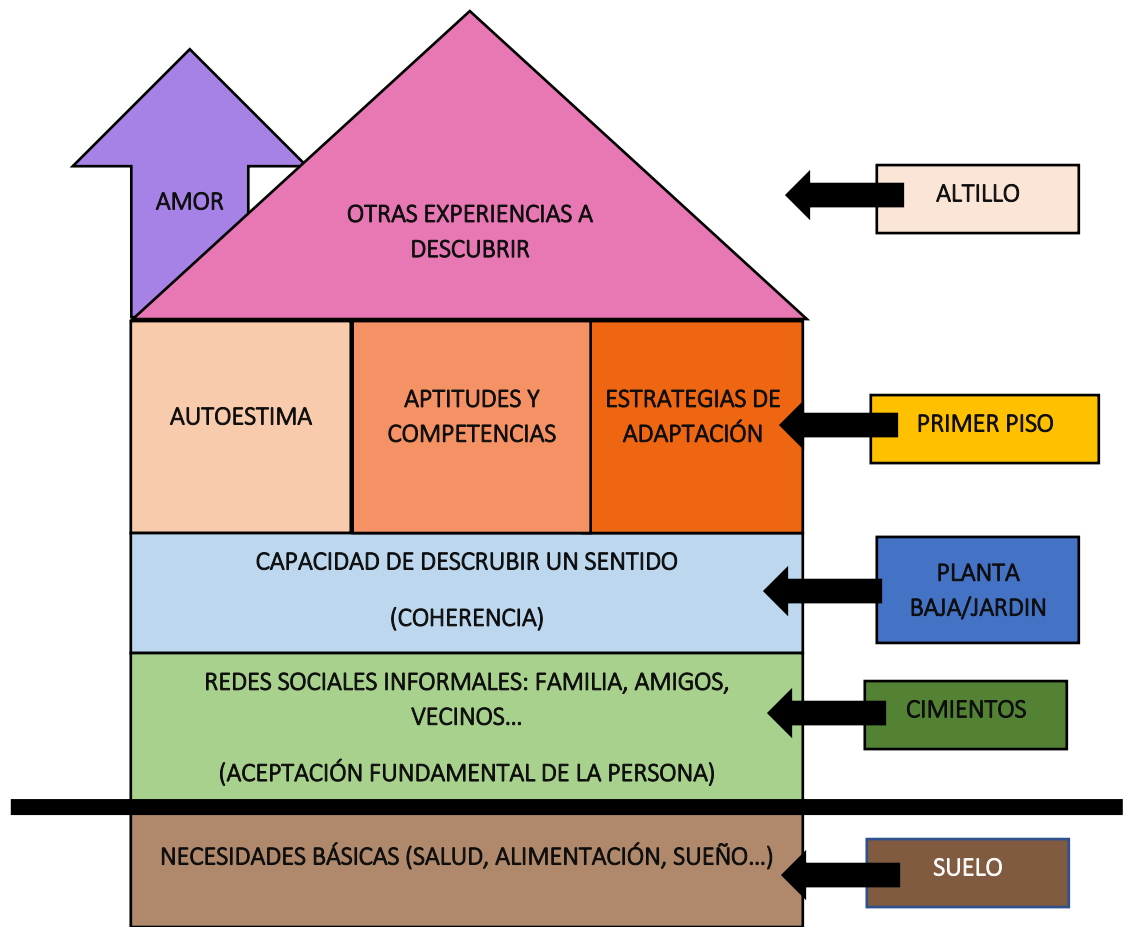 AMOR
OTRAS EXPERIENCIAS A
DESCUBRIR
ALTILLO
AUTOESTIMA
APTITUDES Y
COMPETENCIAS
ESTRATEGIAS DE
ADAPTACIÓN
PRIMER PISO
CAPACIDAD DE DESCRUBIR UN SENTIDO
(COHERENCIA)
PLANTA
BAJA/JARDIN
REDES SOCIALES INFORMALES: FAMILIA, AMIGOS,
VECINOS...
(ACEPTACIÓN FUNDAMENTAL DE LA PERSONA)
CIMIENTOS
NECESIDADES BÁSICAS (SALUD, ALIMENTACIÓN, SUEÑO...)
SUELO